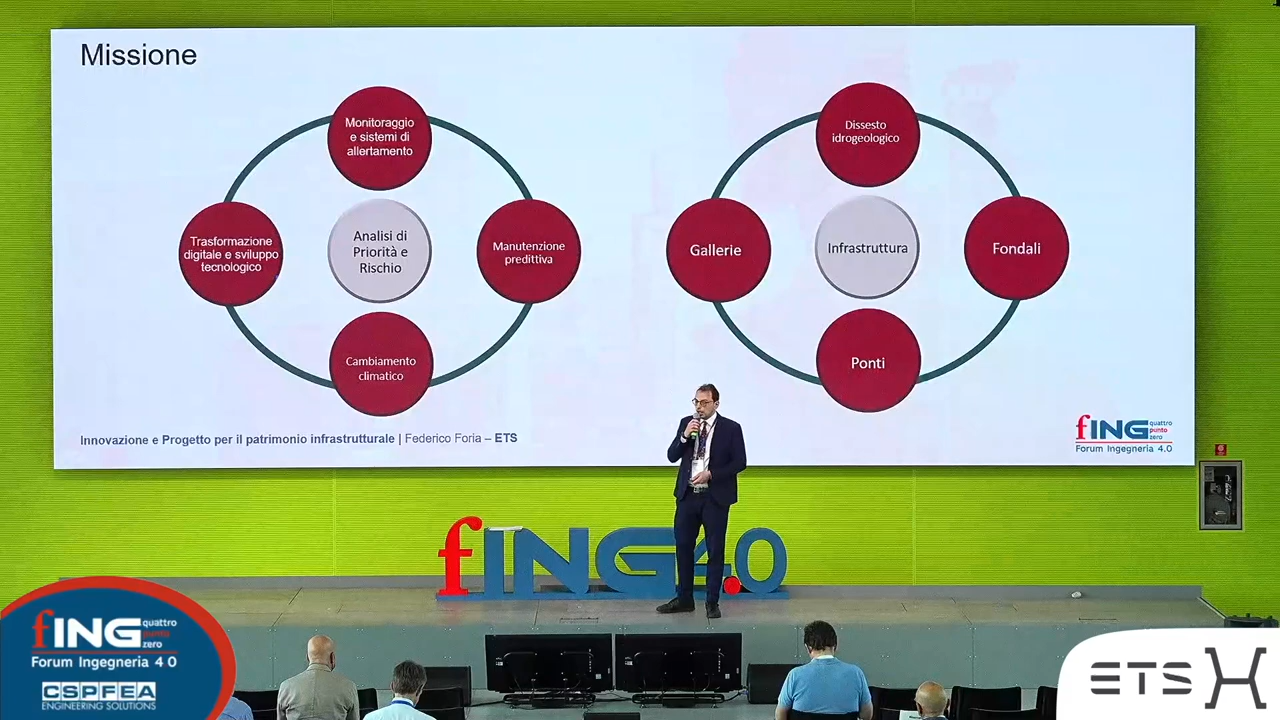 Missione
Monitoraggio
e sistemi di
allertamento
Trasformazione
digitale e sviluppo
tecnologico
Analisi di
Priorità e
Rischio
Manutenzione
predittiva
Cambiamento
climatico
Dissesto
idrogeologico
Gallerie
Infrastruttura
Fondali
Ponti
Innovazione e Progetto per il patrimonio infrastrutturale | Federico Foria – ETS
fING quattro
punto
zero
Forum Ingegneria 4.0
fING4.0
fING quattro
punto
zero
Forum Ingegneria 4 0
CSPFEA
ENGINEERING SOLUTIONS
ETS